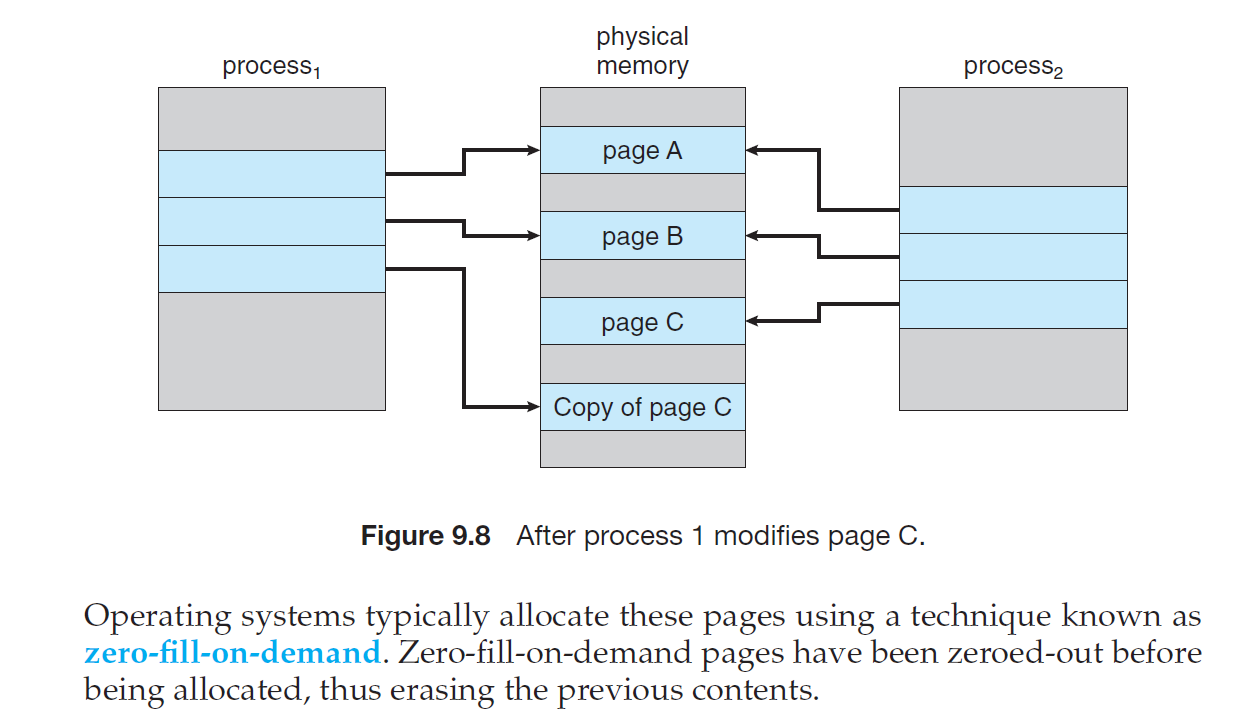 physical
memory
process₁
process₂
page A
page B
page C
Copy of page C
Figure 9.8 After process 1 modifies page C.
Operating systems typically allocate these pages using a technique known as
zero-fill-on-demand. Zero-fill-on-demand pages have been zeroed-out before
being allocated, thus erasing the previous contents.